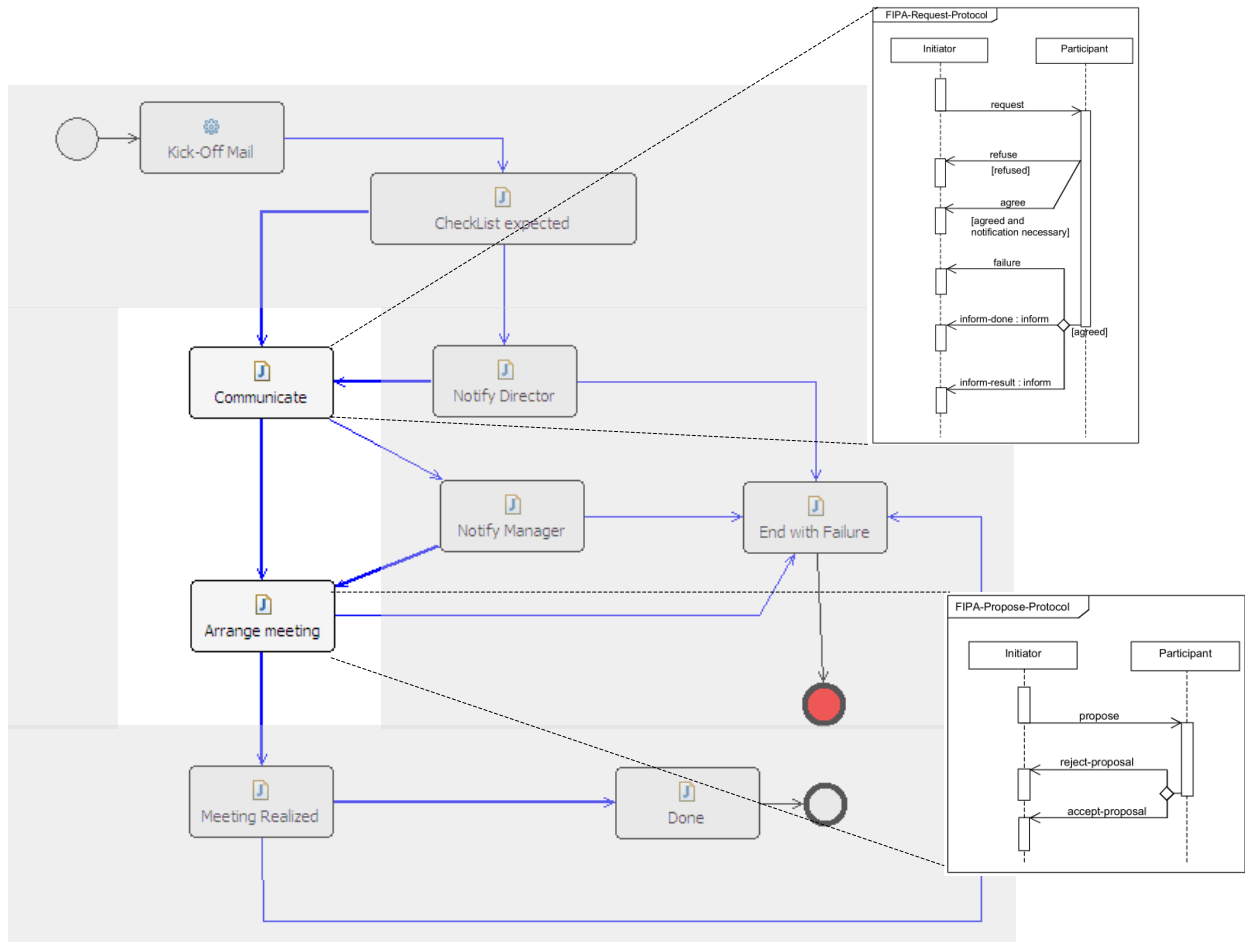 FIPA-Request-Protocol
Initiator
Participant
request
refuse
[refused]
agree
[agreed and
notification necessary]
failure
inform-done : inform
[agreed]
inform-result : inform
Kick-Off Mail
CheckList expected
Communicate
Notify Director
Notify Manager
End with Failure
Arrange meeting
FIPA-Propose-Protocol
Initiator
Participant
propose
reject-proposal
accept-proposal
Meeting Realized
Done